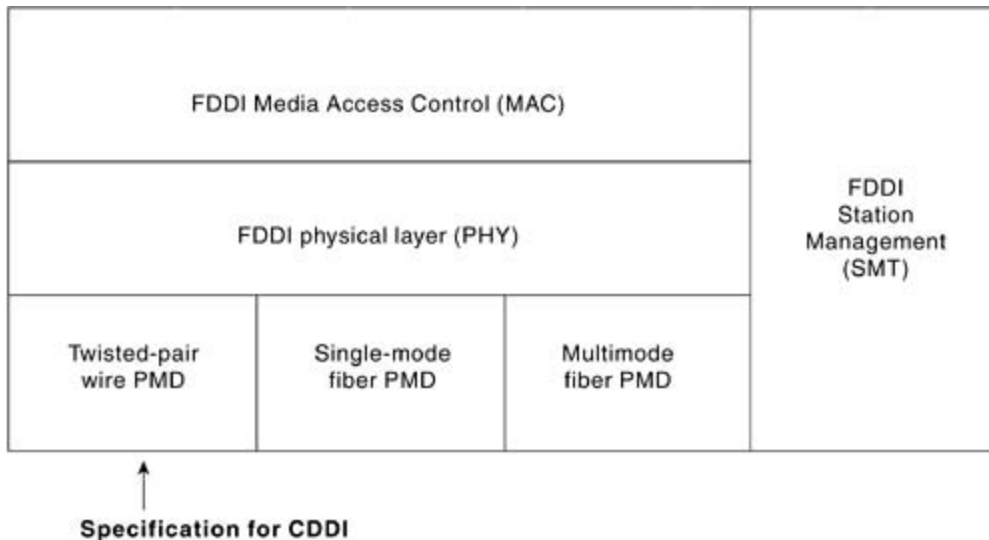 FDDI Media Access Control (MAC)
FDDI physical layer (PHY)
FDDI
Station
Management
(SMT)
Twisted-pair
wire PMD
Single-mode
fiber PMD
Multimode
fiber PMD
Specification for CDDI